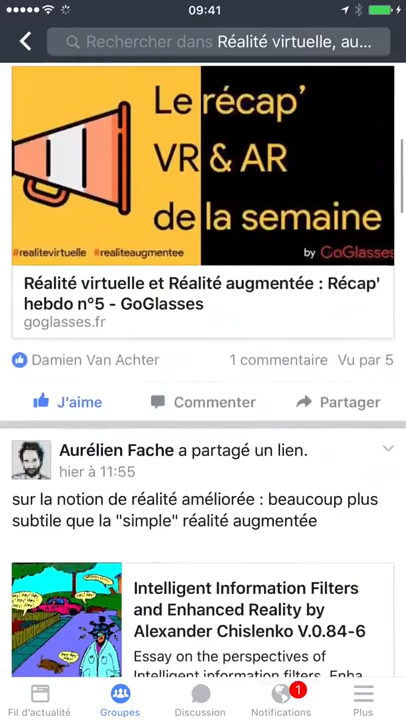 09:41
Rechercher dans Réalité virtuelle, au...
Le récap'
VR & AR
de la semaine
#realitevirtuelle #realiteaugmentee
by GoGlasses
Réalité virtuelle et Réalité augmentée : Récap'
hebdo n°5 - GoGlasses
goglasses.fr
Damien Van Achter 1 commentaire Vu par 5
J'aime Commenter Partager
Aurélien Fache a partagé un lien.
hier à 11:55
sur la notion de réalité améliorée : beaucoup plus
subtile que la "simple" réalité augmentée
Intelligent Information Filters
and Enhanced Reality by
Alexander Chislenko V.0.84-6
Essay on the perspectives of
Intelligent information filters, Enha
1
Fil d'actualité Groupes Discussion Notifications Plus